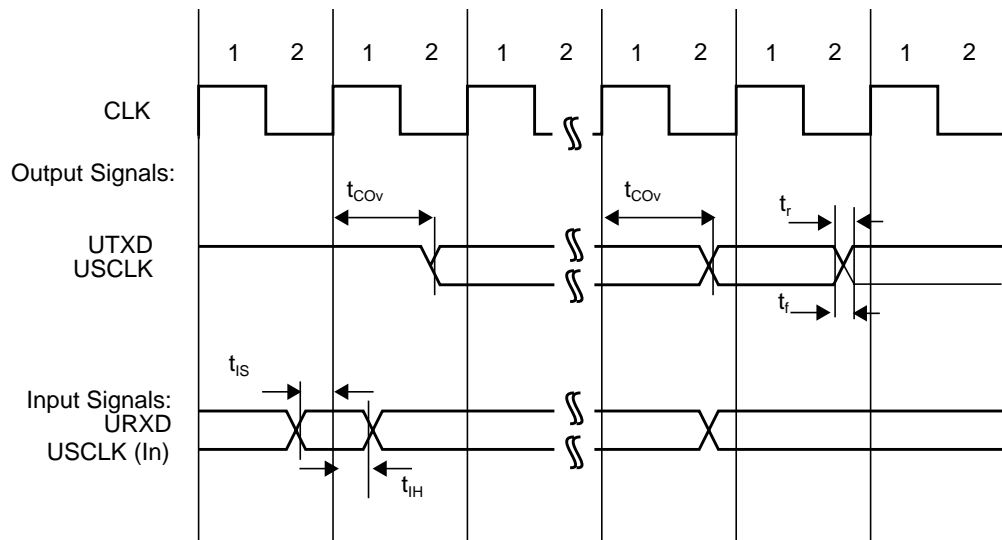 1 2 1 2 1 2 1 2 1 2 1 2
CLK
Output Signals:
tCOv tCOv
tr
UTXD
USCLK
tf
tIS
Input Signals:
URXD
USCLK (In)
tIH